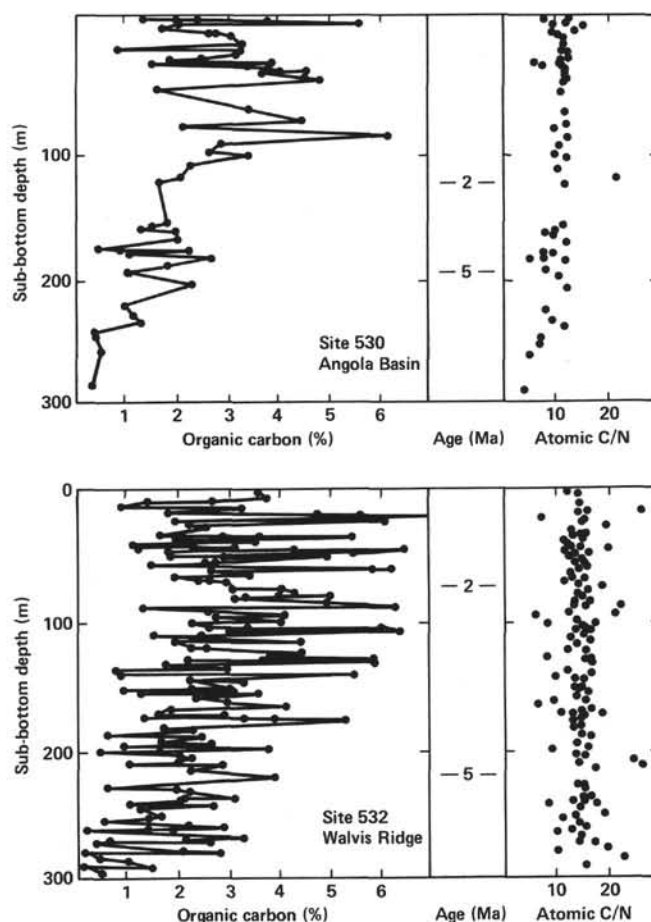 100
200
300
Sub-bottom depth (m)
Site 530
Angola Basin
1 2 3 4 5 6
Organic carbon (%)
— 2 —
— 5 —
Age (Ma)
10 20
Atomic C/N
0
100
200
300
Sub-bottom depth (m)
Site 532
Walvis Ridge
1 2 3 4 5 6
Organic carbon (%)
— 2 —
— 5 —
Age (Ma)
10 20
Atomic C/N